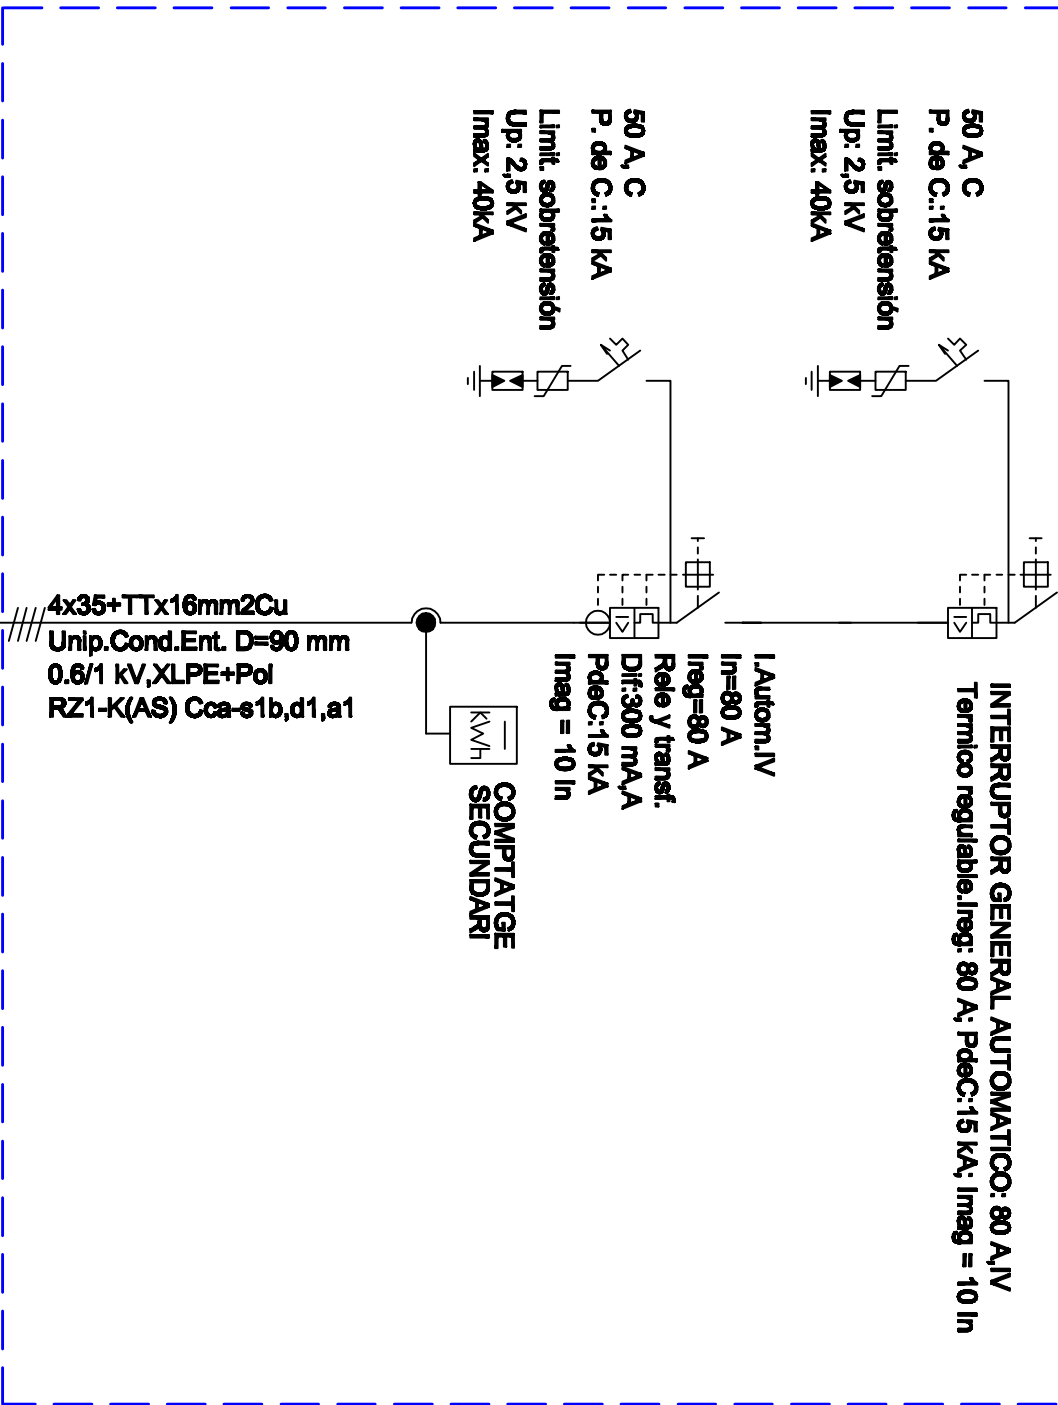 50 A, C
P. de C.:15 kA
Limit. sobretensión
Up: 2,5 kV
Imax: 40kA
50 A, C
P. de C.:15 kA
Limit. sobretensión
Up: 2,5 kV
Imax: 40kA
INTERRUPTOR GENERAL AUTOMATICO: 80 A,IV
Termico regulable.Ireg: 80 A; PdeC:15 kA; Imag = 10 In
I.Autom.IV
In=80 A
Ireg=80 A
Rele y transf.
Dif:300 mA,A
PdeC:15 kA
Imag = 10 In
kWh
COMPTATGE
SECUNDARI
4x35+TTx16mm2Cu
Unip.Cond.Ent. D=90 mm
0.6/1 kV,XLPE+Pol
RZ1-K(AS) Cca-s1b,d1,a1